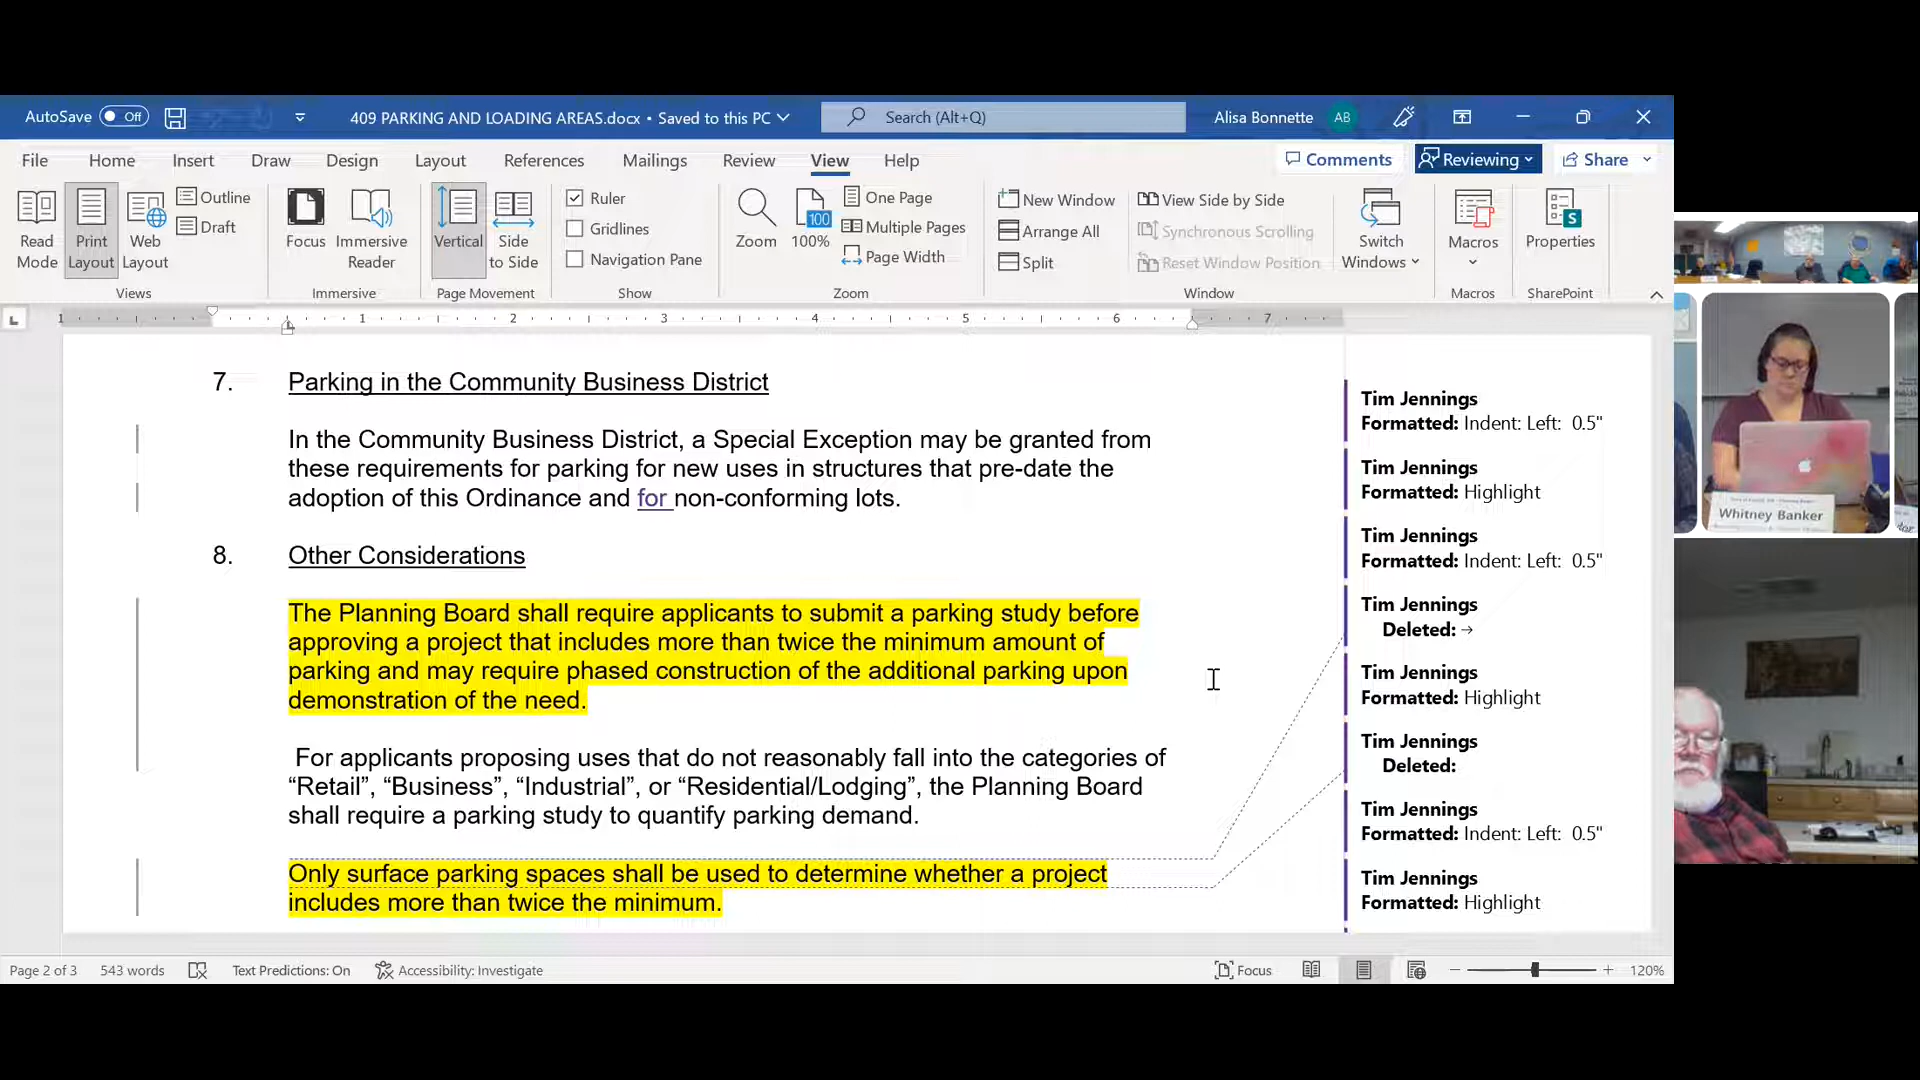 AutoSave Off 409 PARKING AND LOADING AREAS.docx • Saved to this PC Search (Alt+Q) Alisa Bonnette AB
File Home Insert Draw Design Layout References Mailings Review View Help Comments Reviewing Share
Read Mode
Print Layout
Web Layout
Outline
Draft
Views
Focus
Immersive Reader
Immersive
Vertical
Side to Side
Page Movement
Ruler
Gridlines
Navigation Pane
Show
Zoom
100
100%
One Page
Multiple Pages
Page Width
Zoom
New Window
Arrange All
Split
View Side by Side
Synchronous Scrolling
Reset Window Position
Switch Windows
Window
Macros
Macros
S
Properties
SharePoint
1 1 2 3 4 5 6 7
7. Parking in the Community Business District
In the Community Business District, a Special Exception may be granted from
these requirements for parking for new uses in structures that pre-date the
adoption of this Ordinance and for non-conforming lots.
8. Other Considerations
The Planning Board shall require applicants to submit a parking study before
approving a project that includes more than twice the minimum amount of
parking and may require phased construction of the additional parking upon
demonstration of the need.
For applicants proposing uses that do not reasonably fall into the categories of
“Retail”, “Business”, “Industrial”, or “Residential/Lodging”, the Planning Board
shall require a parking study to quantify parking demand.
Only surface parking spaces shall be used to determine whether a project
includes more than twice the minimum.
Tim Jennings
Formatted: Indent: Left: 0.5"
Tim Jennings
Formatted: Highlight
Tim Jennings
Formatted: Indent: Left: 0.5"
Tim Jennings
Deleted: →
Tim Jennings
Formatted: Highlight
Tim Jennings
Deleted:
Tim Jennings
Formatted: Indent: Left: 0.5"
Tim Jennings
Formatted: Highlight
Whitney Banker
Page 2 of 3 543 words Text Predictions: On Accessibility: Investigate Focus 120%